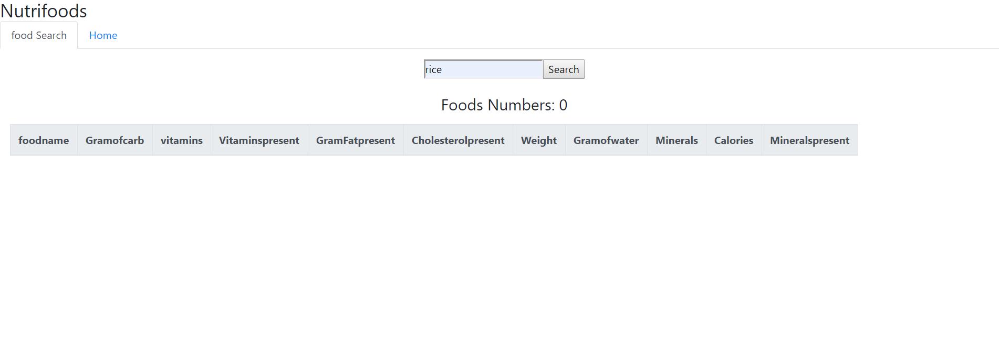 Nutrifoods
food Search Home
rice Search
Foods Numbers: 0
foodname Gramofcarb vitamins Vitaminspresent GramFatpresent Cholesterolpresent Weight Gramofwater Minerals Calories Mineralspresent